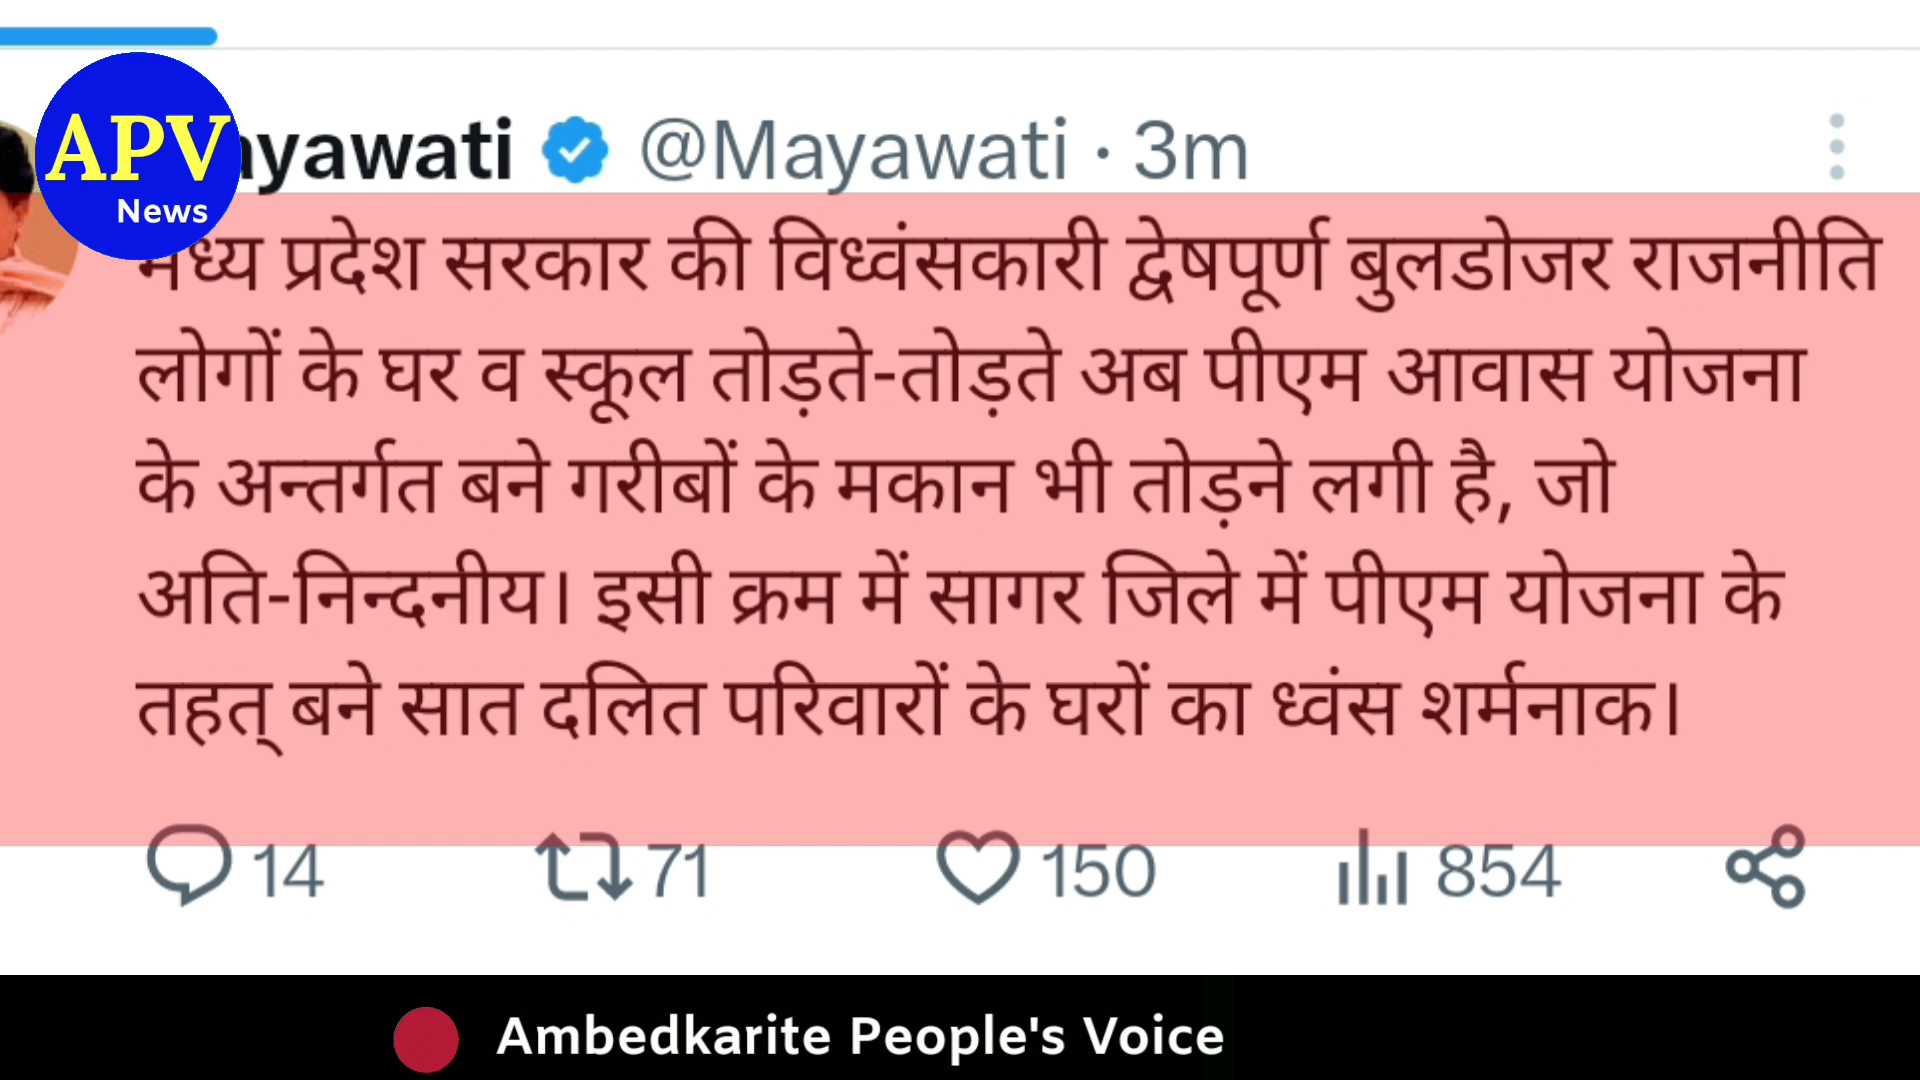 APV
News
ayawati @Mayawati · 3m
मध्य प्रदेश सरकार की विध्वंसकारी द्वेषपूर्ण बुलडोजर राजनीति
लोगों के घर व स्कूल तोड़ते-तोड़ते अब पीएम आवास योजना
के अन्तर्गत बने गरीबों के मकान भी तोड़ने लगी है, जो
अति-निन्दनीय। इसी क्रम में सागर जिले में पीएम योजना के
तहत् बने सात दलित परिवारों के घरों का ध्वंस शर्मनाक।
14 71 150 854
Ambedkarite People's Voice